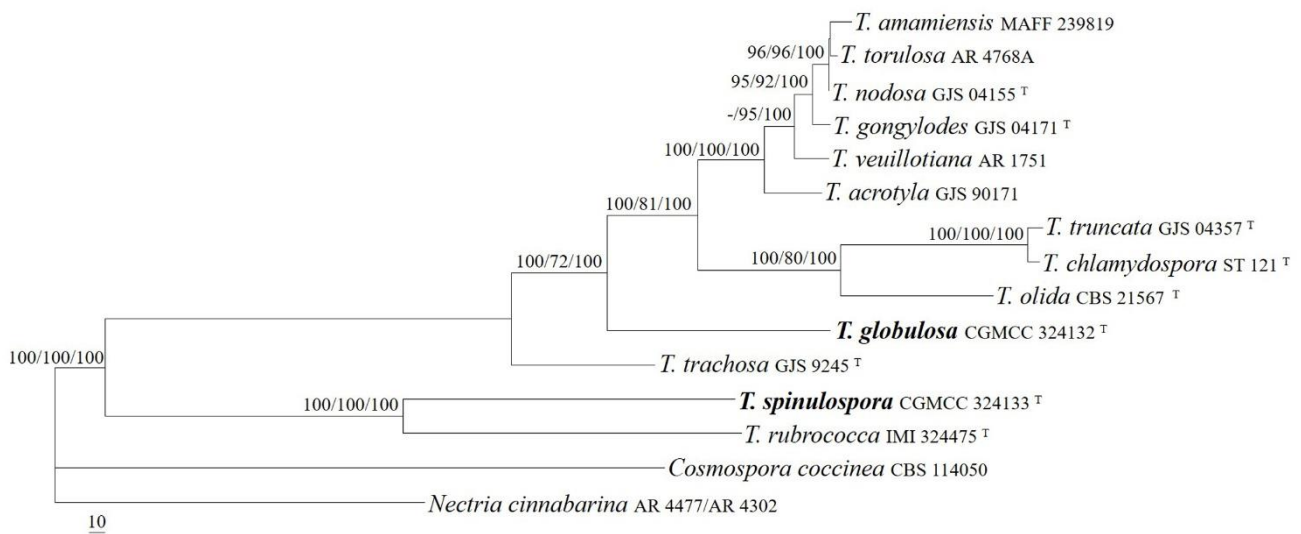 T. amamiensis MAFF 239819
96/96/100
T. torulosa AR 4768A
95/92/100
T. nodosa GJS 04155 T
-/95/100
T. gongylodes GJS 04171 T
100/100/100
T. veuillotiana AR 1751
T. acrotyla GJS 90171
100/81/100
T. truncata GJS 04357 T
100/100/100
100/72/100
100/80/100
T. chlamydospora ST 121 T
T. olida CBS 21567 T
T. globulosa CGMCC 324132 T
100/100/100
T. trachosa GJS 9245 T
T. spinulospora CGMCC 324133 T
100/100/100
T. rubrococca IMI 324475 T
Cosmospora coccinea CBS 114050
Nectria cinnabarina AR 4477/AR 4302
10